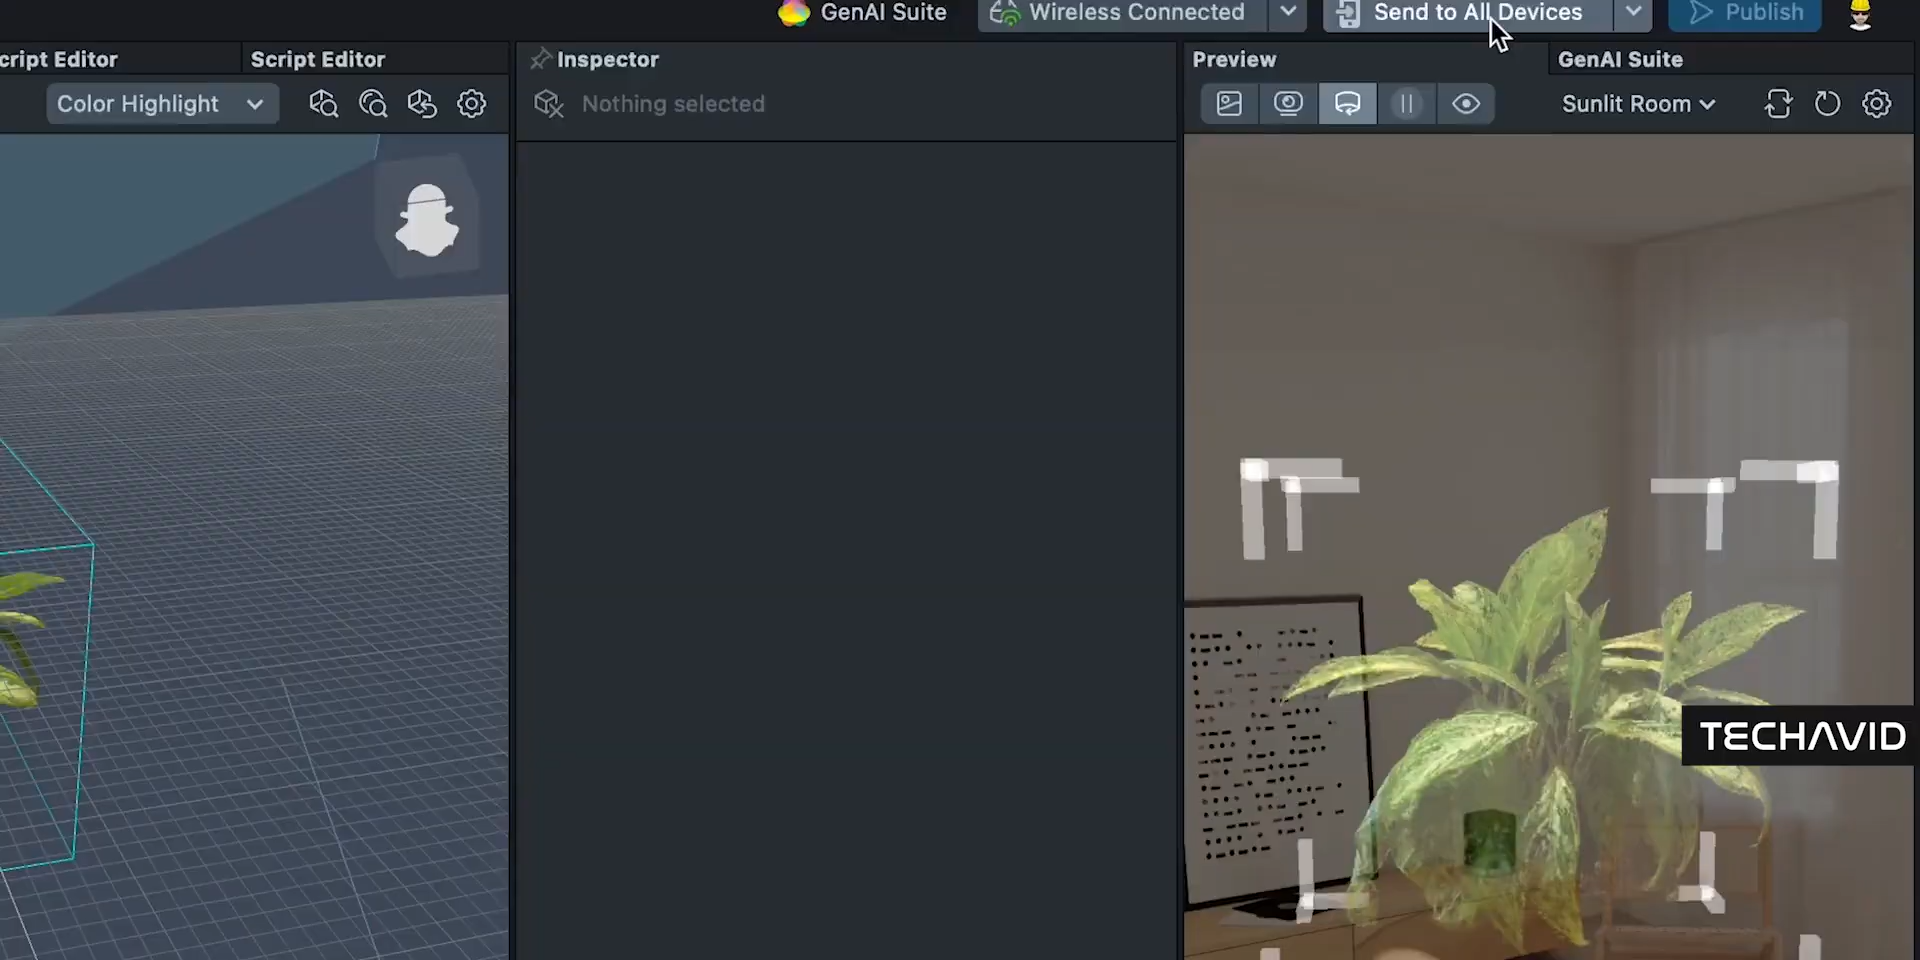 GenAI Suite
Wireless Connected
Send to All Devices
Publish
cript Editor
Script Editor
Inspector
Preview
GenAI Suite
Color Highlight
Nothing selected
Sunlit Room
TECHAVID